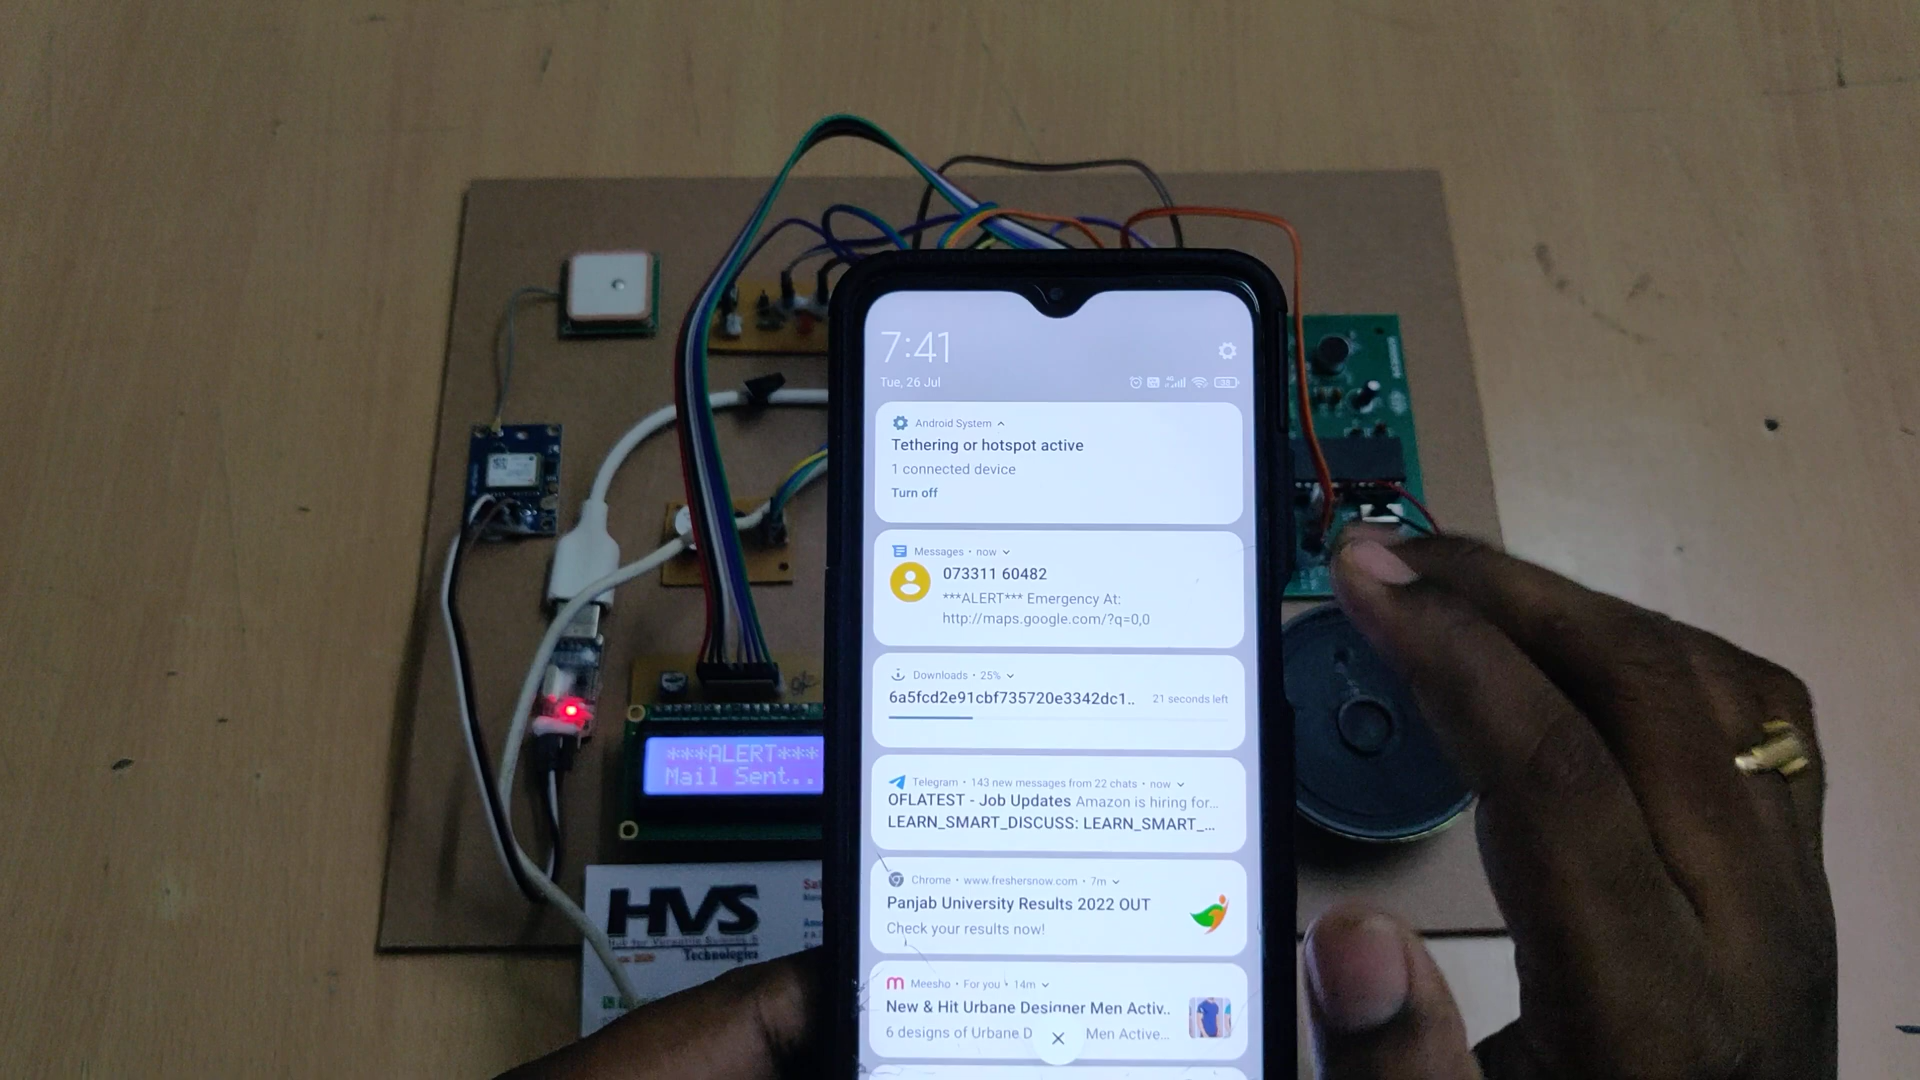 7:41
Tue, 26 Jul
38
Android System
Tethering or hotspot active
1 connected device
Turn off
Messages • now
073311 60482
***ALERT*** Emergency At:
http://maps.google.com/?q=0,0
Downloads • 25%
6a5fcd2e91cbf735720e3342dc1..
21 seconds left
Telegram • 143 new messages from 22 chats • now
OFLATEST - Job Updates Amazon is hiring for...
LEARN_SMART_DISCUSS: LEARN_SMART_...
Chrome • www.freshersnow.com • 7m
Panjab University Results 2022 OUT
Check your results now!
Meesho • For you • 14m
New & Hit Urbane Designer Men Activ..
6 designs of Urbane D Men Active...
***ALERT***
Mail Sent..
HVS
Technologies